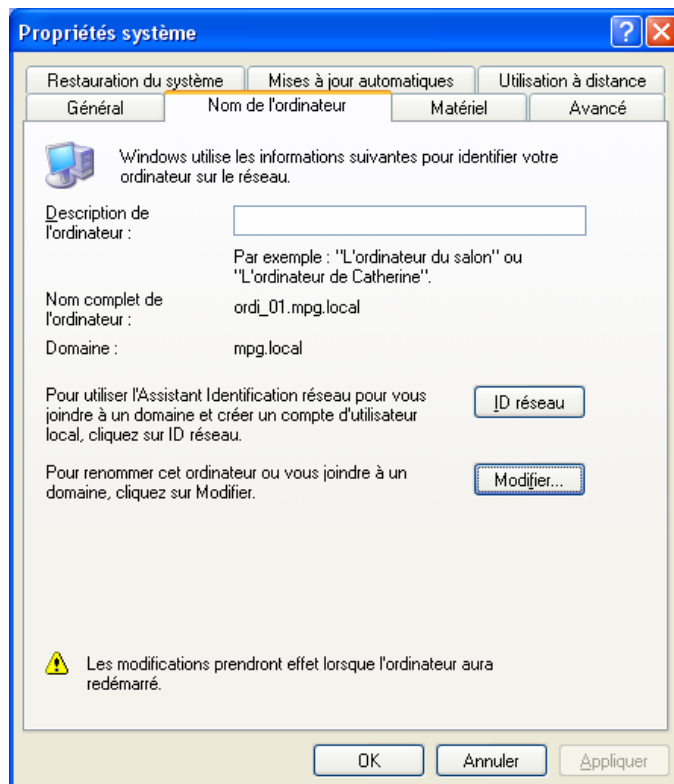 Propriétés système
Restauration du système
Mises à jour automatiques
Utilisation à distance
Général
Nom de l'ordinateur
Matériel
Avancé
Windows utilise les informations suivantes pour identifier votre
ordinateur sur le réseau.
Description de
l'ordinateur :
Par exemple : "L'ordinateur du salon" ou
"L'ordinateur de Catherine".
Nom complet de
l'ordinateur :
ordi_01.mpg.local
Domaine :
mpg.local
Pour utiliser l'Assistant Identification réseau pour vous
joindre à un domaine et créer un compte d'utilisateur
local, cliquez sur ID réseau.
ID réseau
Pour renommer cet ordinateur ou vous joindre à un
domaine, cliquez sur Modifier.
Modifier...
Les modifications prendront effet lorsque l'ordinateur aura
redémarré.
OK
Annuler
Appliquer